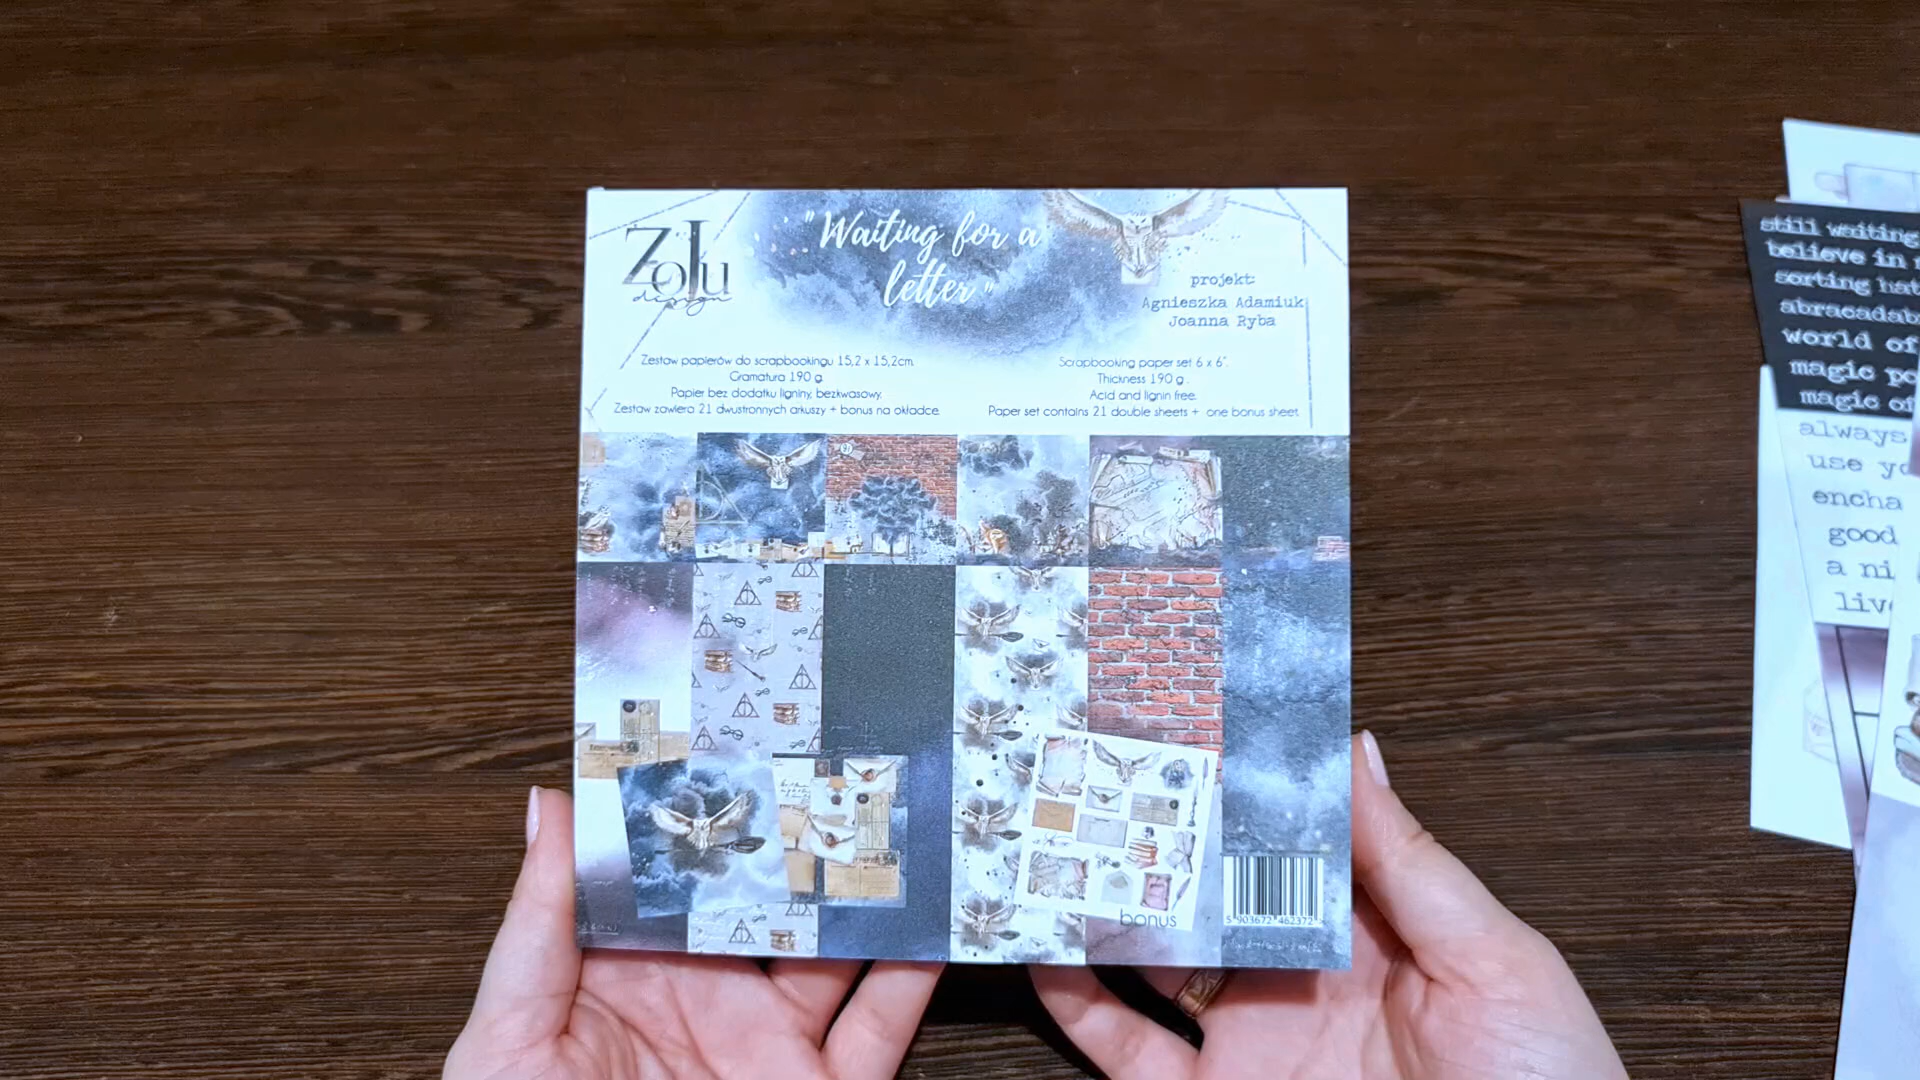 ZoJu
design
"Waiting for a
letter"
projekt:
Agnieszka Adamiuk
Joanna Ryba
Zestaw papierów do scrapbookingu 15,2 x 15,2cm.
Gramatura 190 g.
Papier bez dodatku ligniny, bezkwasowy.
Zestaw zawiera 21 dwustronnych arkuszy + bonus na okładce.
Scrapbooking paper set 6 x 6".
Thickness 190 g .
Acid and lignin free.
Paper set contains 21 double sheets + one bonus sheet.
bonus
5 903672 462372
still waiting
believe in
sorting hat
abracadab
world of
magic po
magic of
always
use yo
encha
good
a ni
live